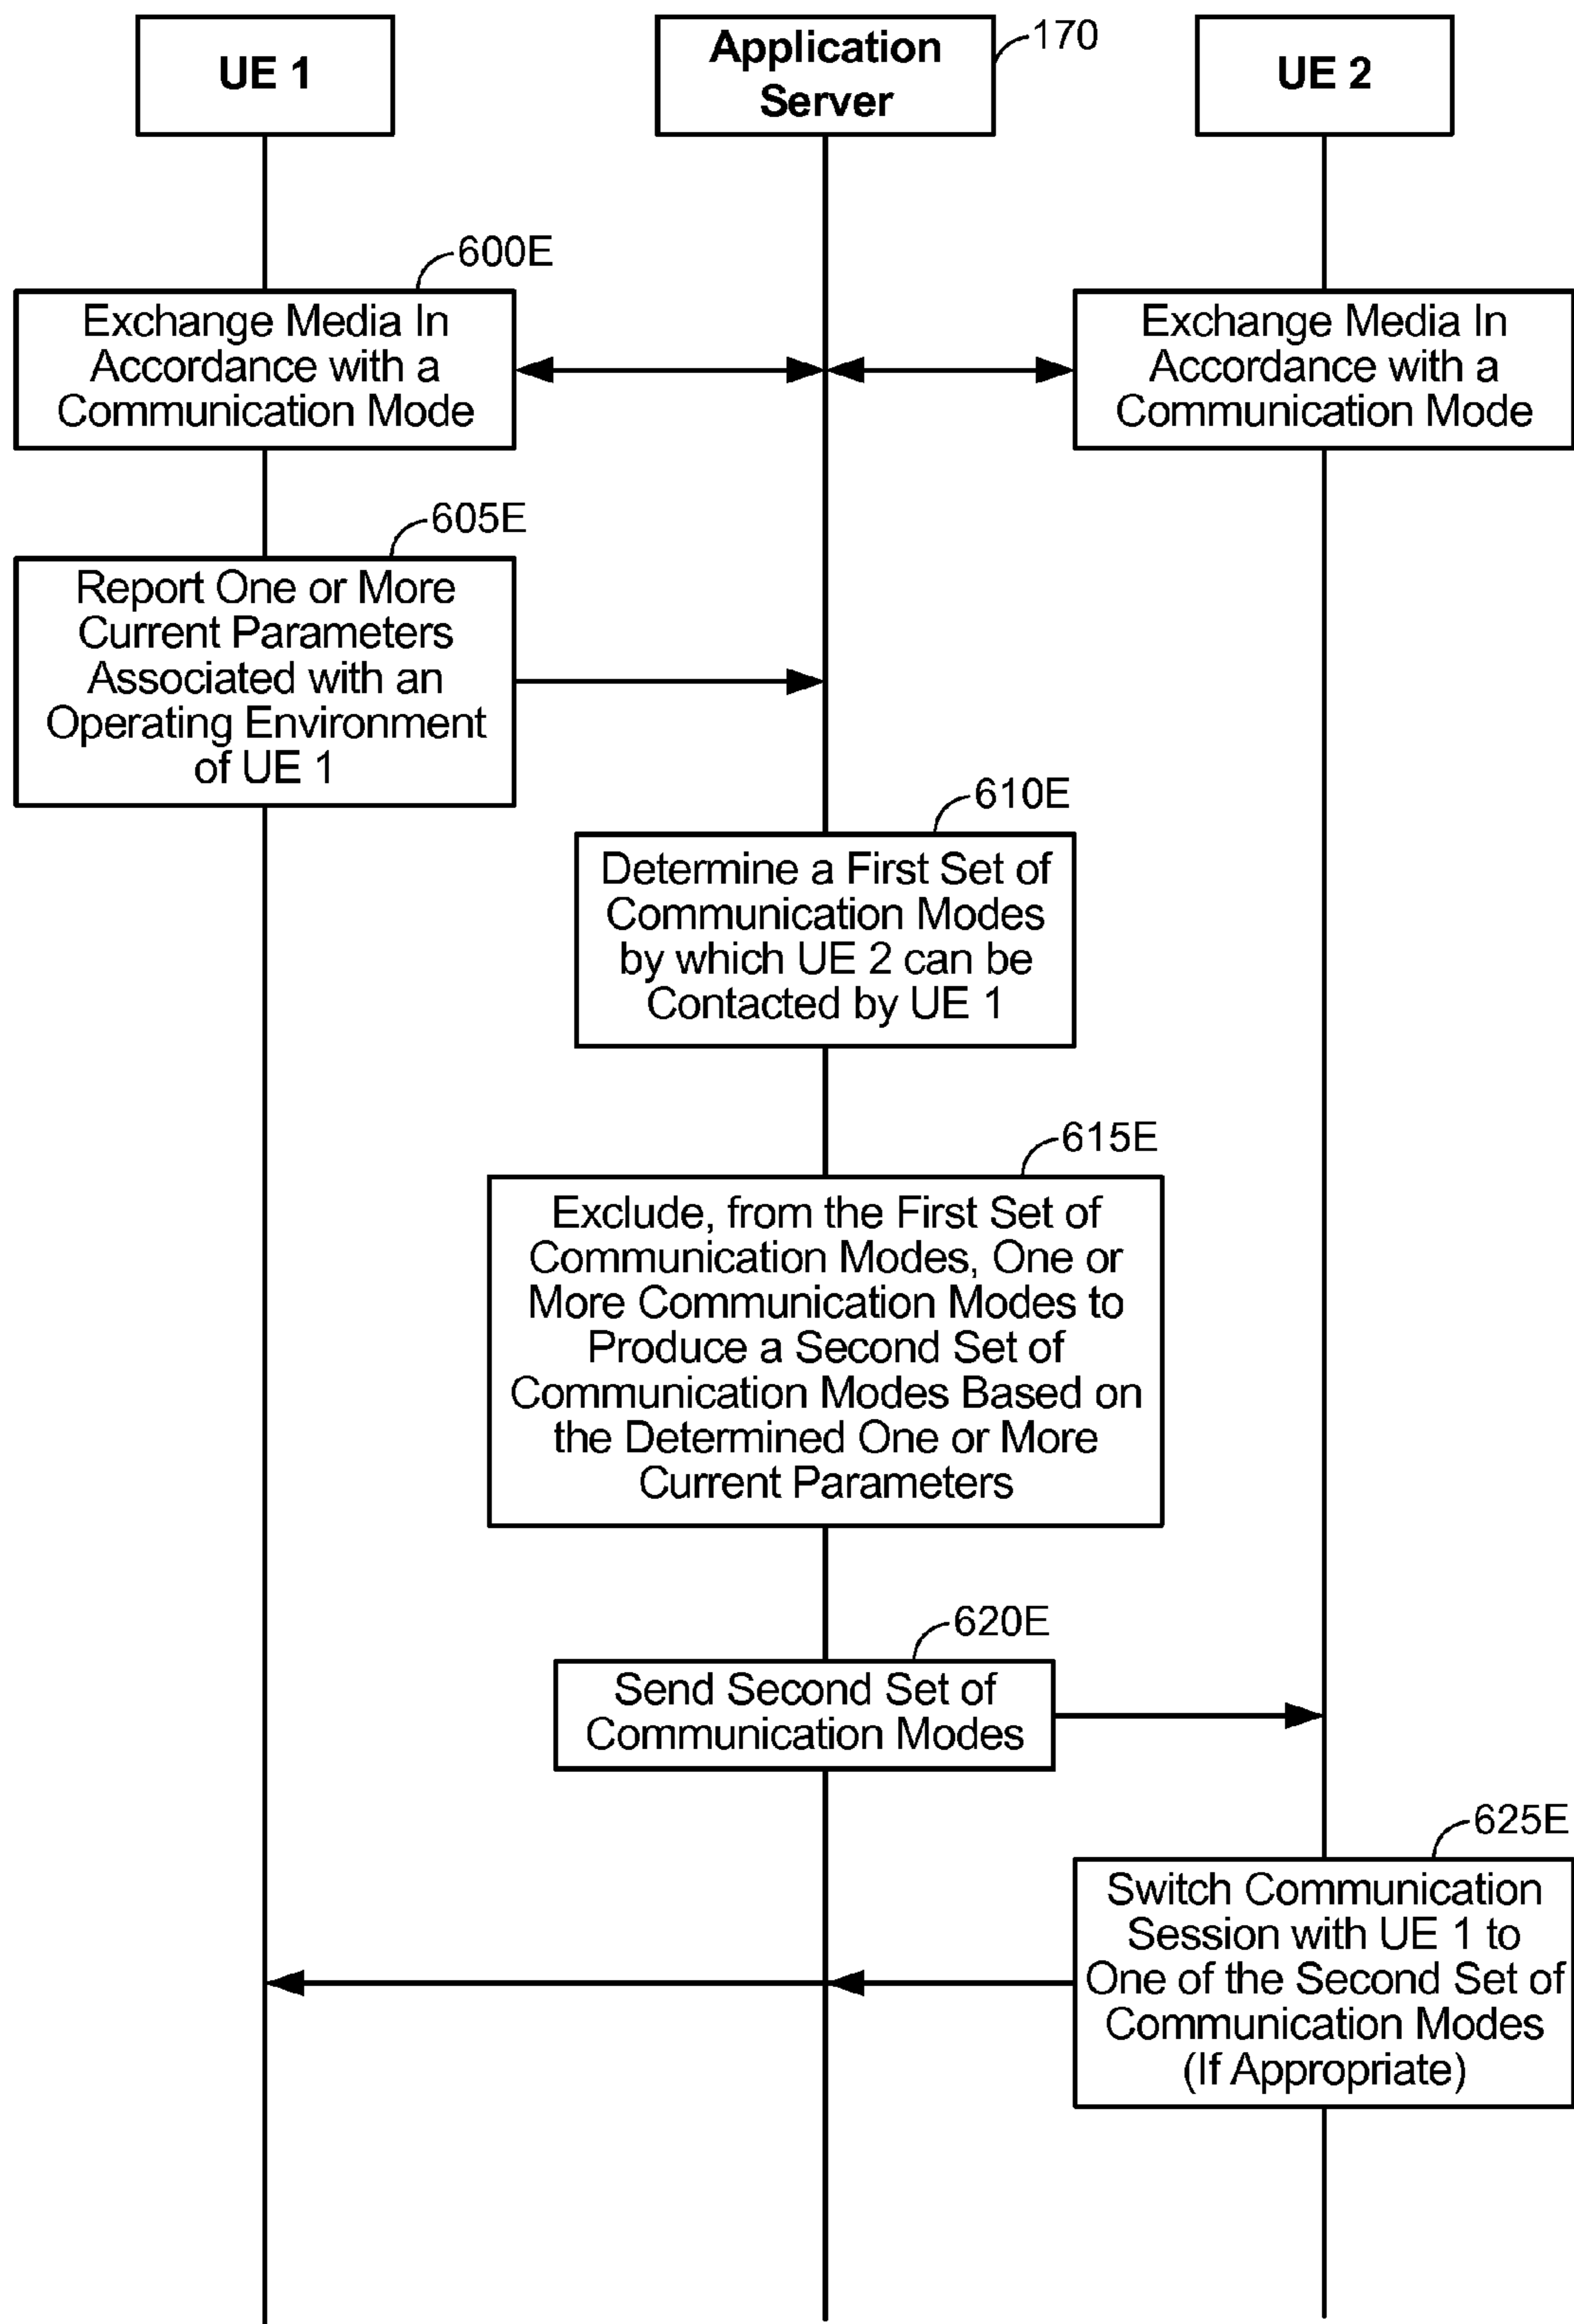 UE 1
Application
Server
170
UE 2
600E
Exchange Media In
Accordance with a
Communication Mode
Exchange Media In
Accordance with a
Communication Mode
605E
Report One or More
Current Parameters
Associated with an
Operating Environment
of UE 1
610E
Determine a First Set of
Communication Modes
by which UE 2 can be
Contacted by UE 1
615E
Exclude, from the First Set of
Communication Modes, One or
More Communication Modes to
Produce a Second Set of
Communication Modes Based on
the Determined One or More
Current Parameters
620E
Send Second Set of
Communication Modes
625E
Switch Communication
Session with UE 1 to
One of the Second Set of
Communication Modes
(If Appropriate)